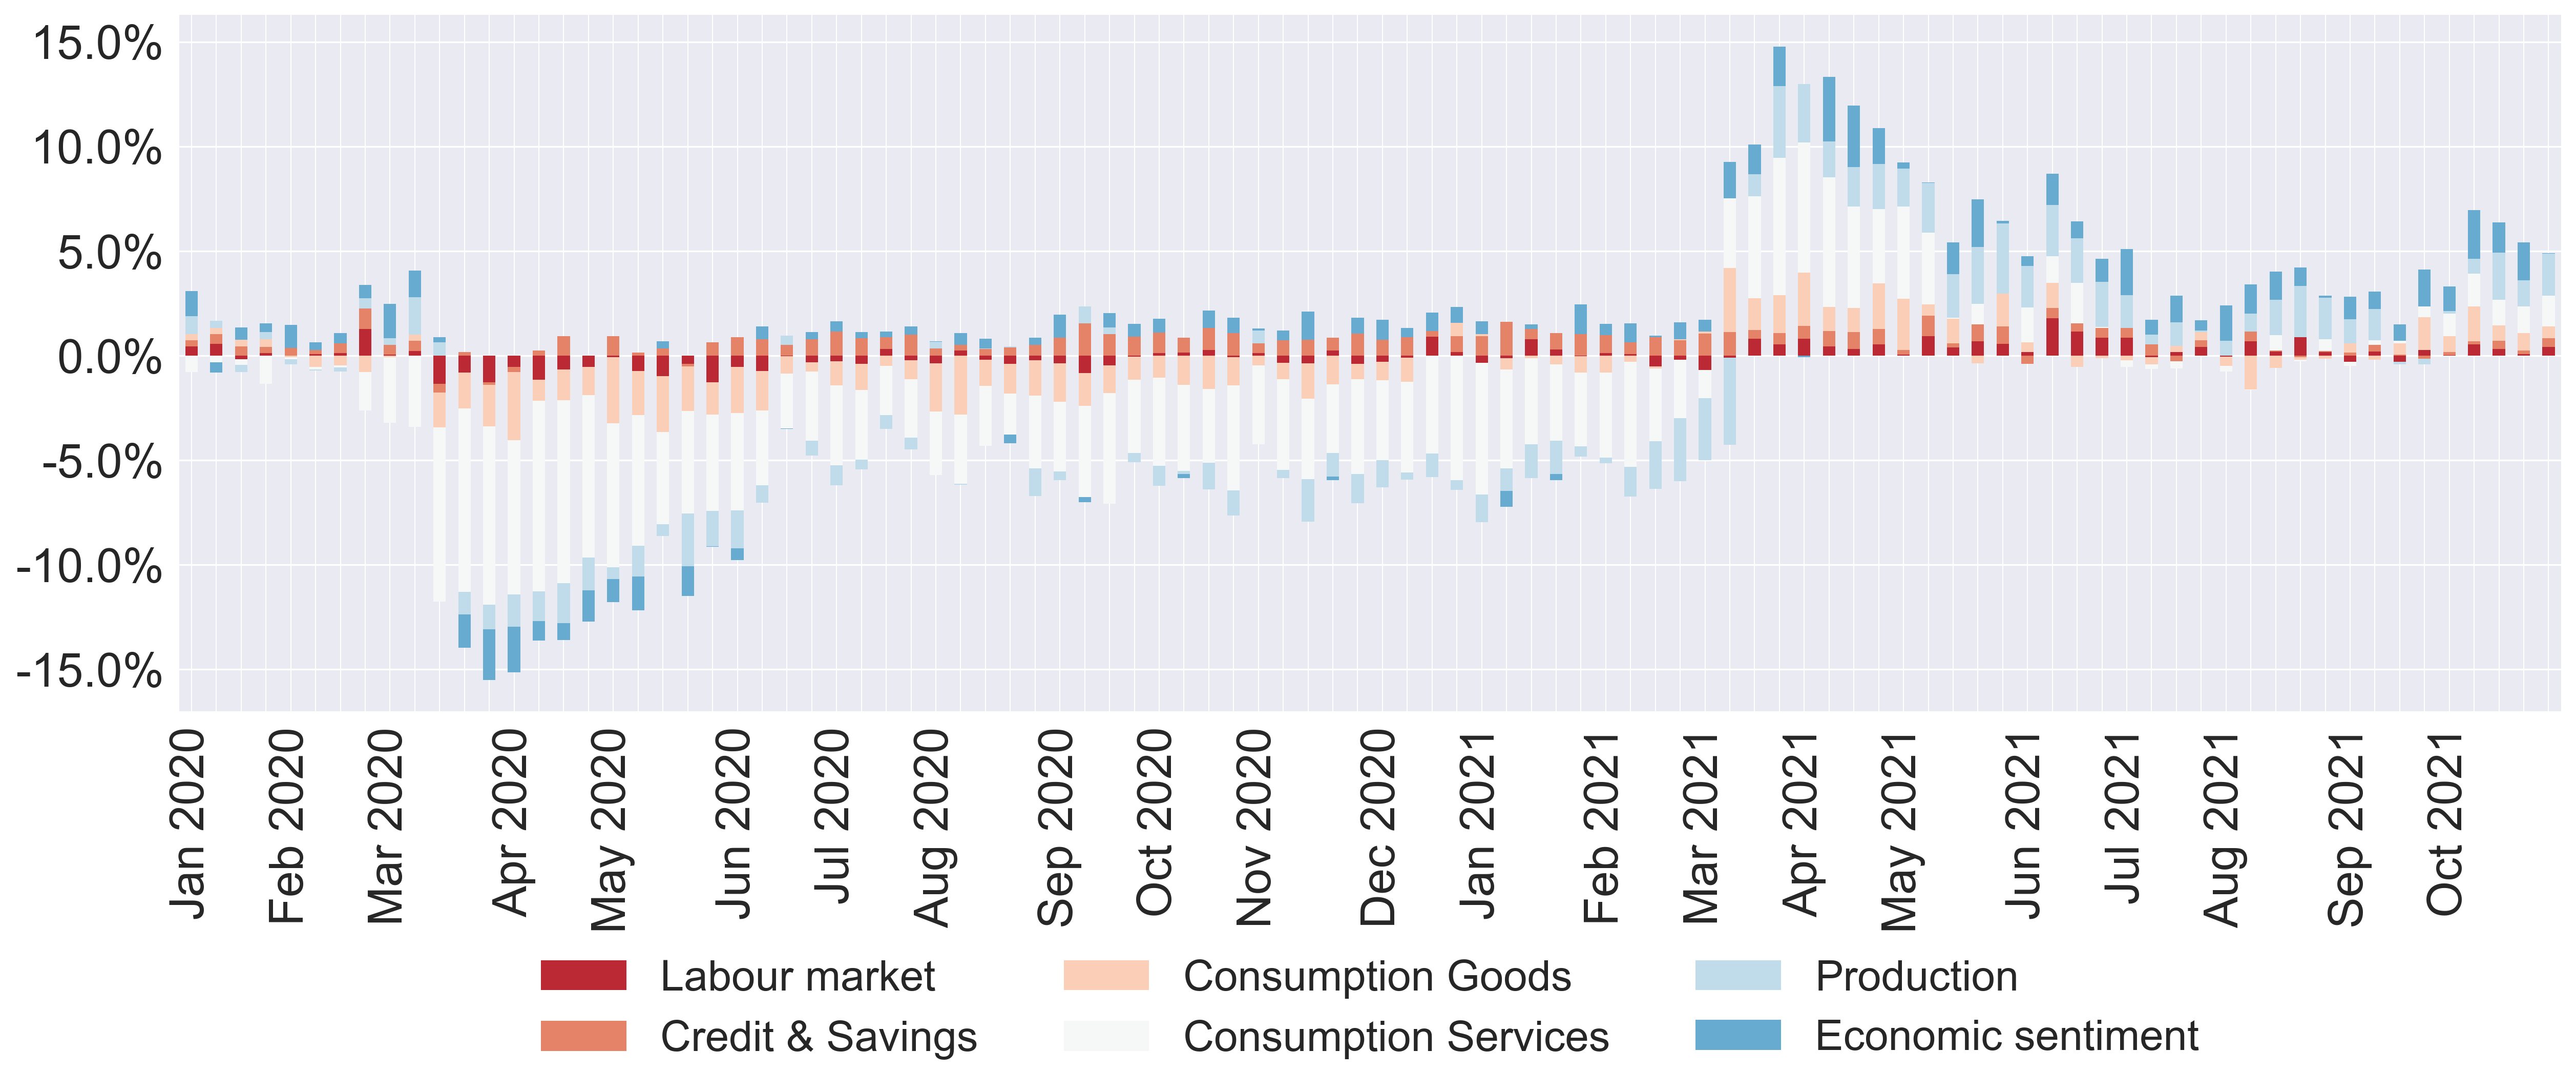 15.0%
10.0%
5.0%
0.0%
-5.0%
-10.0%
-15.0%
Jan 2020
Feb 2020
Mar 2020
Apr 2020
May 2020
Jun 2020
Jul 2020
Aug 2020
Sep 2020
Oct 2020
Nov 2020
Dec 2020
Jan 2021
Feb 2021
Mar 2021
Apr 2021
May 2021
Jun 2021
Jul 2021
Aug 2021
Sep 2021
Oct 2021
Labour market
Consumption Goods
Production
Credit & Savings
Consumption Services
Economic sentiment